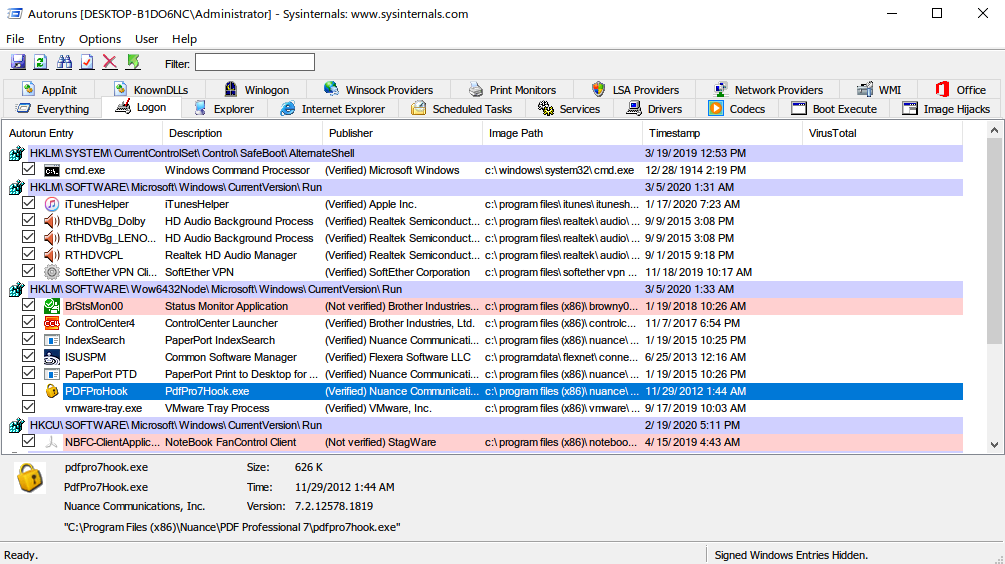 Autoruns [DESKTOP-B1DO6NC\Administrator] - Sysinternals: www.sysinternals.com
File Entry Options User Help
Filter:
AppInit KnownDLLs Winlogon Winsock Providers Print Monitors LSA Providers Network Providers WMI Office
Everything Logon Explorer Internet Explorer Scheduled Tasks Services Drivers Codecs Boot Execute Image Hijacks
Autorun Entry Description Publisher Image Path Timestamp VirusTotal
HKLM\SYSTEM\CurrentControlSet\Control\SafeBoot\AlternateShell 3/19/2019 12:53 PM
cmd.exe Windows Command Processor (Verified) Microsoft Windows c:\windows\system32\cmd.exe 12/28/1914 2:19 PM
HKLM\SOFTWARE\Microsoft\Windows\CurrentVersion\Run 3/5/2020 1:31 AM
iTunesHelper iTunesHelper (Verified) Apple Inc. c:\program files\itunes\itunesh... 1/17/2020 7:23 AM
RtHDVBg_Dolby HD Audio Background Process (Verified) Realtek Semiconduct... c:\program files\realtek\audio\... 9/9/2015 3:08 PM
RtHDVBg_LENO... HD Audio Background Process (Verified) Realtek Semiconduct... c:\program files\realtek\audio\... 9/9/2015 3:08 PM
RTHDVCPL Realtek HD Audio Manager (Verified) Realtek Semiconduct... c:\program files\realtek\audio\... 9/1/2015 9:18 PM
SoftEther VPN Cli... SoftEther VPN (Verified) SoftEther Corporation c:\program files\softether vpn ... 11/18/2019 10:17 AM
HKLM\SOFTWARE\Wow6432Node\Microsoft\Windows\CurrentVersion\Run 3/5/2020 1:33 AM
BrStsMon00 Status Monitor Application (Not verified) Brother Industries... c:\program files (x86)\browny0... 1/19/2018 10:26 AM
ControlCenter4 ControlCenter Launcher (Verified) Brother Industries, Ltd. c:\program files (x86)\controlc... 11/7/2017 6:54 PM
IndexSearch PaperPort IndexSearch (Verified) Nuance Communicati... c:\program files (x86)\nuance\... 1/19/2015 10:25 PM
ISUSPM Common Software Manager (Verified) Flexera Software LLC c:\programdata\flexnet\conne... 6/25/2013 12:16 AM
PaperPort PTD PaperPort Print to Desktop for ... (Verified) Nuance Communicati... c:\program files (x86)\nuance\... 1/19/2015 10:26 PM
PDFProHook PdfPro7Hook.exe (Verified) Nuance Communicati... c:\program files (x86)\nuance\... 11/29/2012 1:44 AM
vmware-tray.exe VMware Tray Process (Verified) VMware, Inc. c:\program files (x86)\vmware\... 9/17/2019 10:03 AM
HKCU\SOFTWARE\Microsoft\Windows\CurrentVersion\Run 2/19/2020 5:11 PM
NBFC-ClientApplic... NoteBook FanControl Client (Not verified) StagWare c:\program files (x86)\noteboo... 4/15/2019 4:43 AM
pdfpro7hook.exe Size: 626 K
PdfPro7Hook.exe Time: 11/29/2012 1:44 AM
Nuance Communications, Inc. Version: 7.2.12578.1819
"C:\Program Files (x86)\Nuance\PDF Professional 7\pdfpro7hook.exe"
Ready. Signed Windows Entries Hidden.